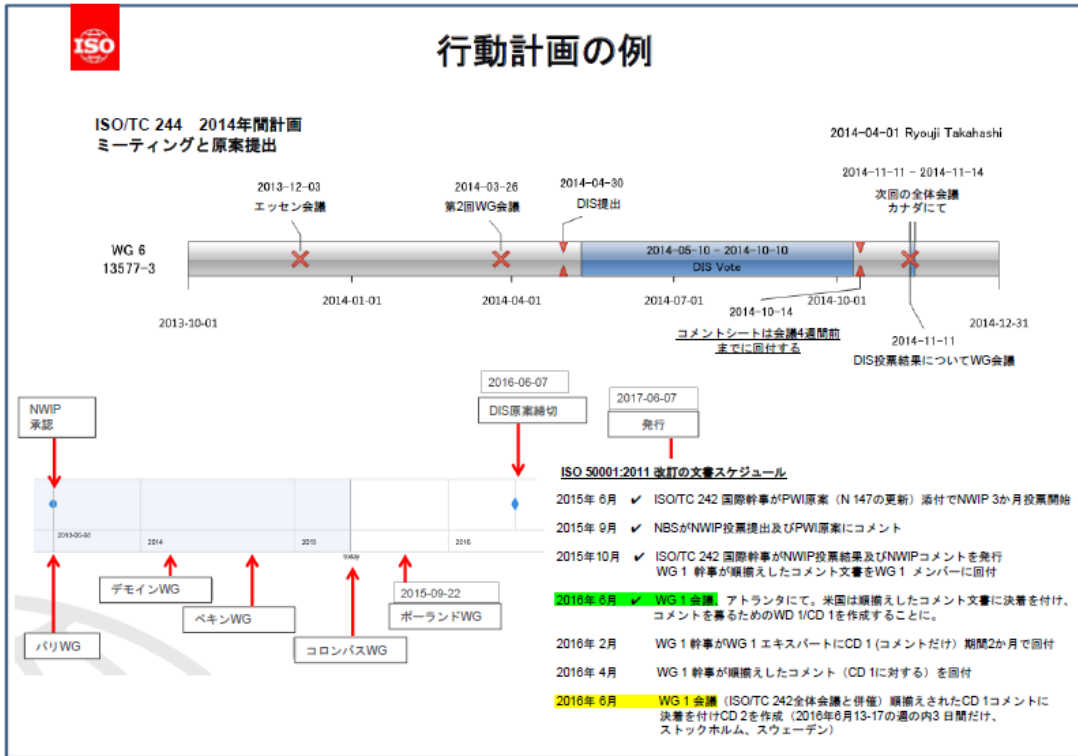 ISO
行動計画の例
ISO/TC 244　2014年間計画
ミーティングと原案提出
2014-04-01 Ryouji Takahashi
2013-12-03
エッセン会議
2014-03-26
第2回WG会議
2014-04-30
DIS提出
2014-11-11 - 2014-11-14
次回の全体会議
カナダにて
WG 6
13577-3
2014-05-10 - 2014-10-10
DIS Vote
2013-10-01
2014-01-01
2014-04-01
2014-07-01
2014-10-01
2014-12-31
2014-10-14
コメントシートは会議4週間前
までに回付する
2014-11-11
DIS投票結果についてWG会議
NWIP
承認
2016-06-07
DIS原案締切
2017-06-07
発行
2014
2015
2016
デモインWG
ベキンWG
2015-09-22
ポーランドWG
パリWG
コロンバスWG
ISO 50001:2011 改訂の文書スケジュール
2015年 6月 ✔ ISO/TC 242 国際幹事がPWI原案（N 147の更新）添付でNWIP 3か月投票開始
2015年 9月 ✔ NBSがNWIP投票提出及びPWI原案にコメント
2015年10月 ✔ ISO/TC 242 国際幹事がNWIP投票結果及びNWIPコメントを発行
WG 1 幹事が順揃えしたコメント文書をWG 1 メンバーに回付
2016年 6月 ✔ WG 1 会議、アトランタにて。米国は順揃えしたコメント文書に決着を付け、
コメントを募るためのWD 1/CD 1を作成することに。
2016年 2月 WG 1 幹事がWG 1 エキスパートにCD 1 (コメントだけ）期間2か月で回付
2016年 4月 WG 1 幹事が順揃えしたコメント（CD 1に対する）を回付
2016年 6月 WG 1 会議（ISO/TC 242全体会議と併催）順揃えされたCD 1コメントに
決着を付けCD 2を作成（2016年6月13-17の週の内3 日間だけ、
ストックホルム、スウェーデン）